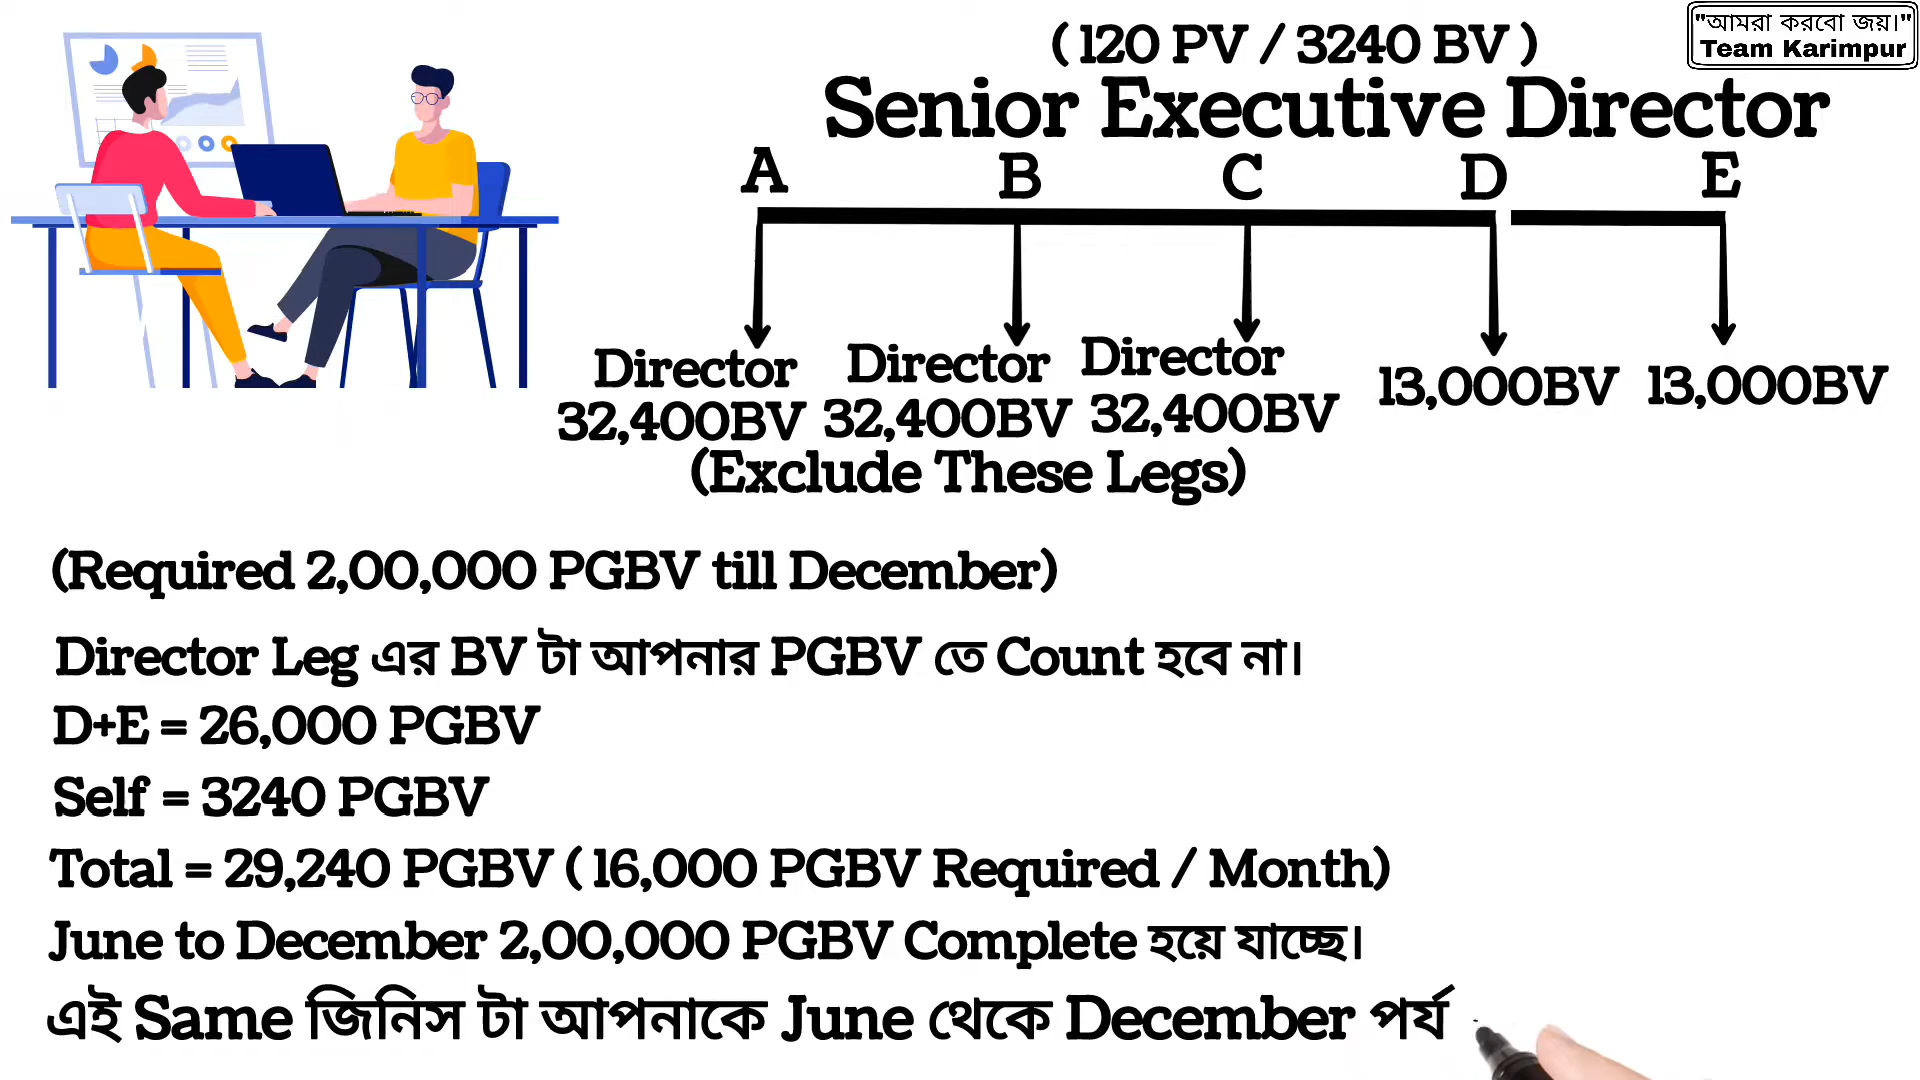 "আমরা করবো জয়।"
Team Karimpur
( 120 PV / 3240 BV )
Senior Executive Director
A B C D E
Director Director Director
32,400BV 32,400BV 32,400BV 13,000BV 13,000BV
(Exclude These Legs)
(Required 2,00,000 PGBV till December)
Director Leg এর BV টা আপনার PGBV তে Count হবে না।
D+E = 26,000 PGBV
Self = 3240 PGBV
Total = 29,240 PGBV ( 16,000 PGBV Required / Month)
June to December 2,00,000 PGBV Complete হয়ে যাচ্ছে।
এই Same জিনিস টা আপনাকে June থেকে December পর্য